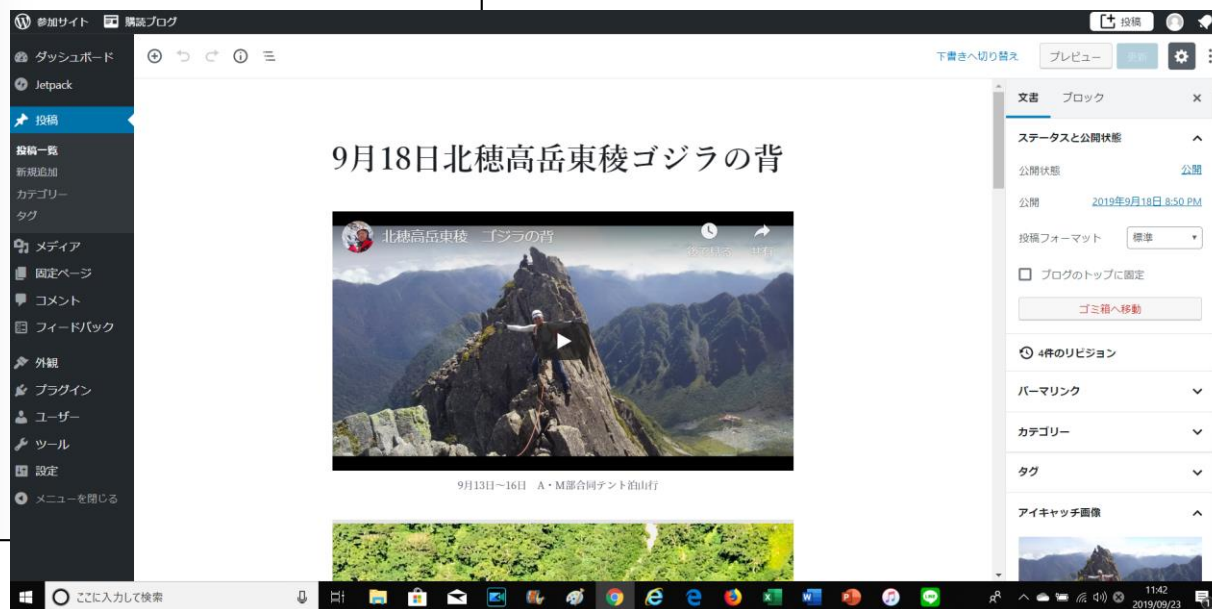 参加サイト 購読ブログ 投稿
ダッシュボード
Jetpack
投稿
投稿一覧
新規追加
カテゴリー
タグ
メディア
固定ページ
コメント
フィードバック
外観
プラグイン
ユーザー
ツール
設定
メニューを閉じる
下書きへ切り替え プレビュー 更新
9月18日北穂高岳東稜ゴジラの背
北穂高岳東稜 ゴジラの背
後で見る 共有
9月13日～16日 A・M部合同テント泊山行
文書 ブロック
ステータスと公開状態
公開状態 公開
公開 2019年9月18日 8:50 PM
投稿フォーマット 標準
ブログのトップに固定
ゴミ箱へ移動
4件のリビジョン
パーマリンク
カテゴリー
タグ
アイキャッチ画像
ここに入力して検索
11:42
2019/09/23